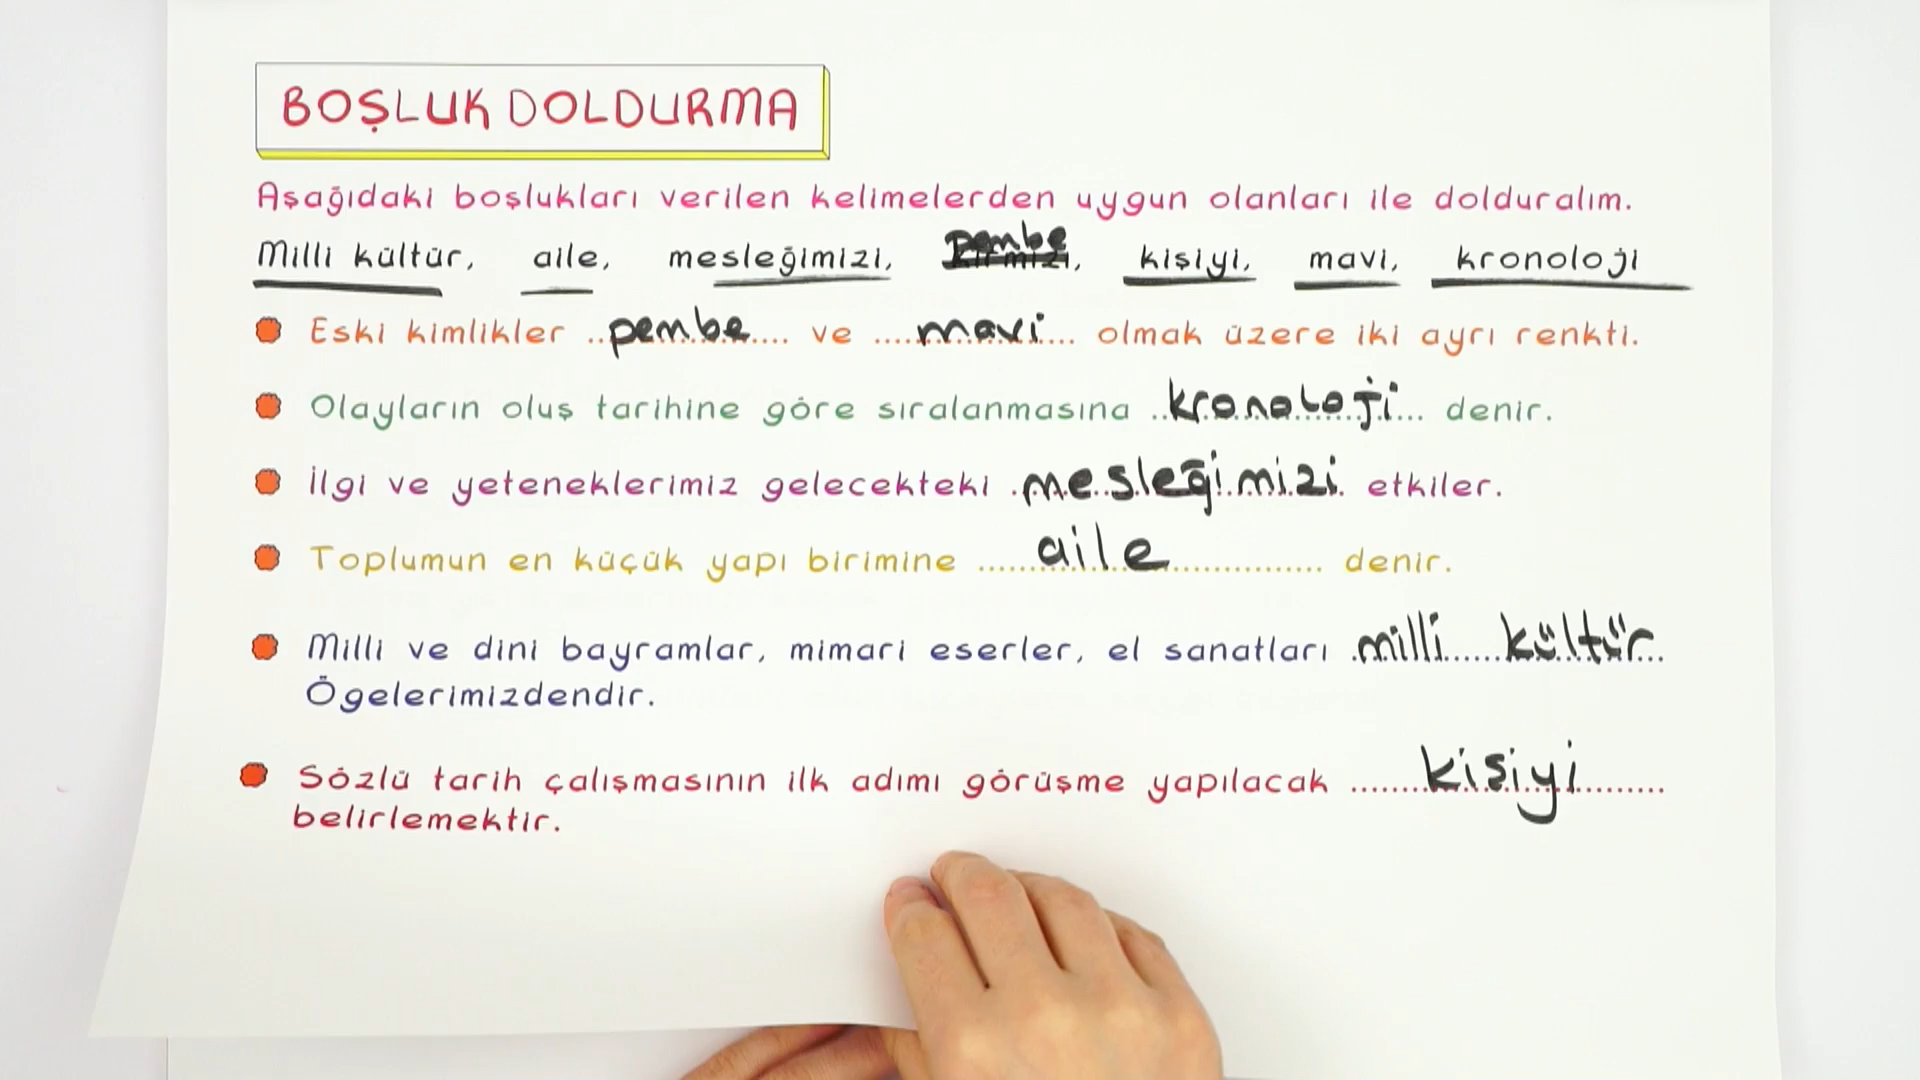 BOŞLUK DOLDURMA
Aşağıdaki boşlukları verilen kelimelerden uygun olanları ile dolduralım.
Milli kültür, aile, mesleğimizi, pembe, kişiyi, mavi, kronoloji
Eski kimlikler ..pembe.... ve ....mavi... olmak üzere iki ayrı renkti.
Olayların oluş tarihine göre sıralanmasına ..kronoloji... denir.
İlgi ve yeteneklerimiz gelecekteki .mesleğimizi. etkiler.
Toplumun en küçük yapı birimine ......aile.............. denir.
Milli ve dini bayramlar, mimari eserler, el sanatları .milli.....kültür..
Ögelerimizdendir.
Sözlü tarih çalışmasının ilk adımı görüşme yapılacak .......kişiyi.........
belirlemektir.